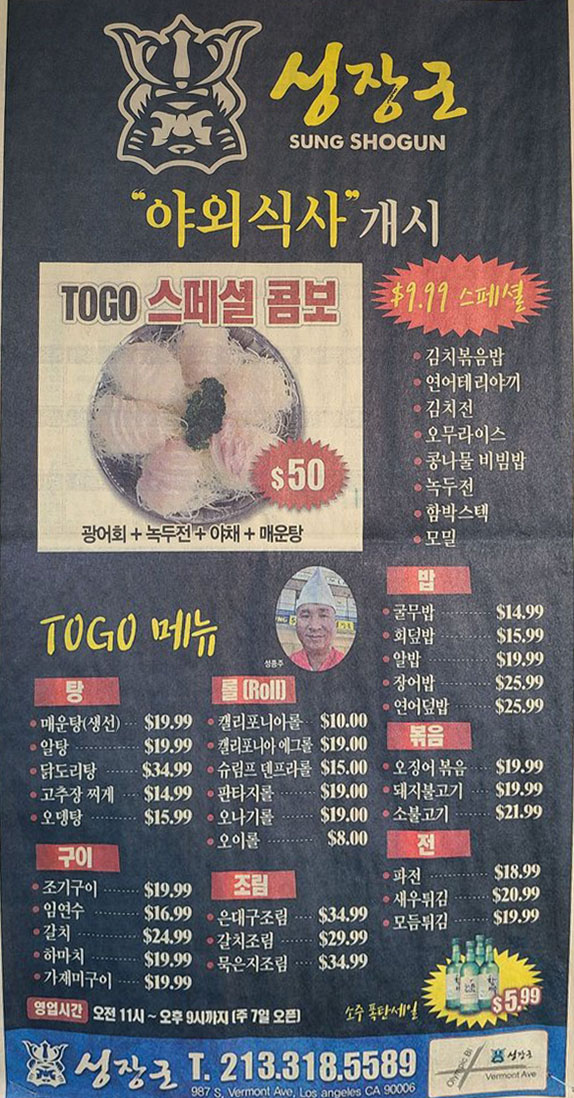 성장군
SUNG SHOGUN
“야외식사”개시
TOGO 스페셜 콤보
$50
광어회 + 녹두전 + 야채 + 매운탕
$9.99 스페셜
• 김치볶음밥
• 연어테리야끼
• 김치전
• 오무라이스
• 콩나물 비빔밥
• 녹두전
• 함박스텍
• 모밀
TOGO 메뉴
성종주
탕
• 매운탕(생선) $19.99
• 알탕 $19.99
• 닭도리탕 $34.99
• 고추장 찌게 $14.99
• 오뎅탕 $15.99
구이
• 조기구이 $19.99
• 임연수 $16.99
• 갈치 $24.99
• 하마치 $19.99
• 가제미구이 $19.99
롤 (Roll)
• 캘리포니아롤 $10.00
• 캘리포니아 에그롤 $19.00
• 슈림프 덴프라롤 $15.00
• 판타지롤 $19.00
• 오나기롤 $19.00
• 오이롤 $8.00
조림
• 은대구조림 $34.99
• 갈치조림 $29.99
• 묵은지조림 $34.99
밥
• 굴무밥 $14.99
• 회덮밥 $15.99
• 알밥 $19.99
• 장어밥 $25.99
• 연어덮밥 $25.99
볶음
• 오징어 볶음 $19.99
• 돼지불고기 $19.99
• 소불고기 $21.99
전
• 파전 $18.99
• 새우튀김 $20.99
• 모듬튀김 $19.99
소주 폭탄세일
$5.99
영업시간 오전 11시 ~ 오후 9시까지 (주 7일 오픈)
성장군 T. 213.318.5589
987 S. Vermont Ave, Los angeles CA 90006
Olympic Bl
성장군
Vermont Ave